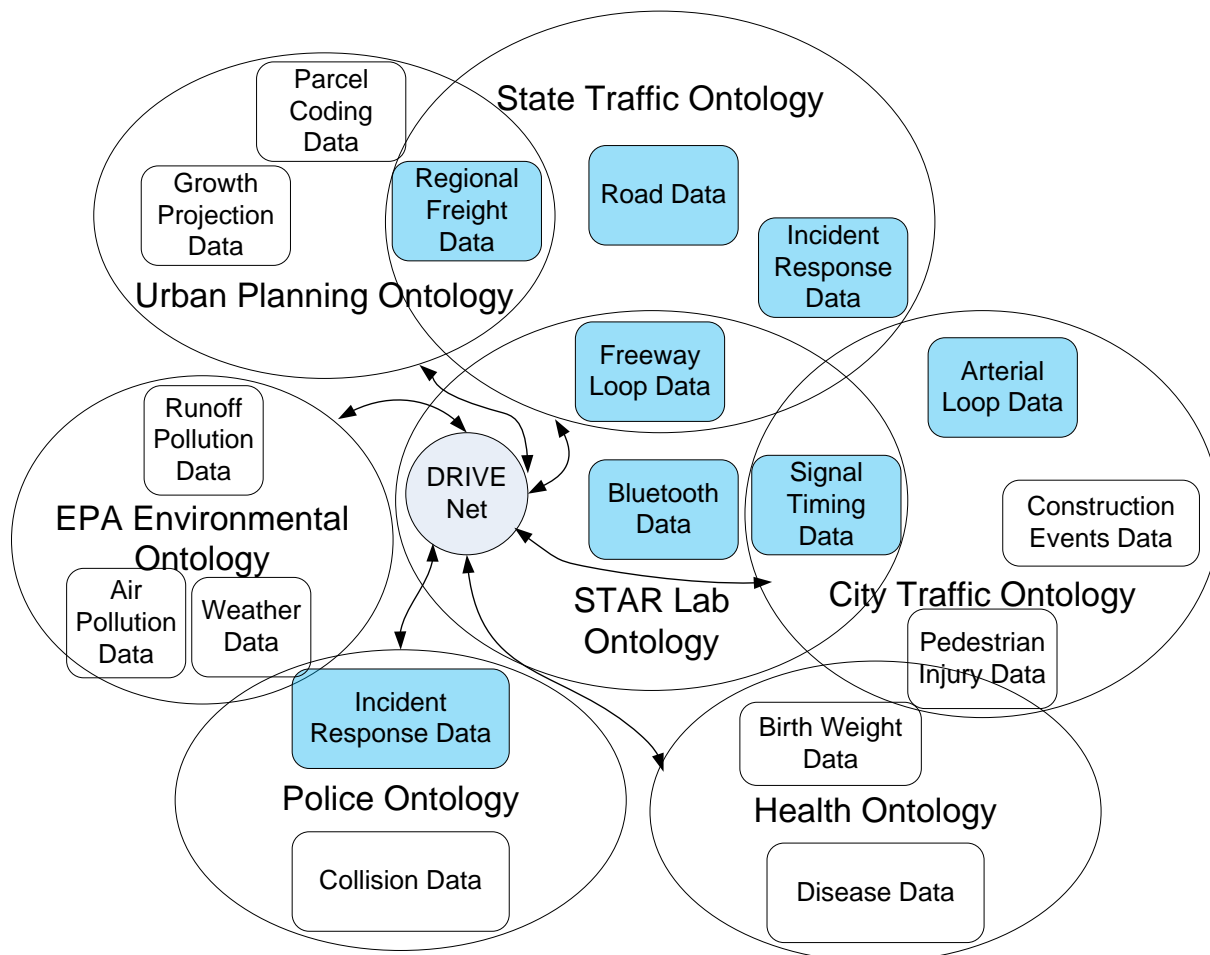 Parcel
Coding
Data
State Traffic Ontology
Growth
Projection
Data
Regional
Freight
Data
Road Data
Incident
Response
Data
Urban Planning Ontology
Freeway
Loop Data
Arterial
Loop Data
Runoff
Pollution
Data
DRIVE
Net
Bluetooth
Data
Signal
Timing
Data
Construction
Events Data
EPA Environmental
Ontology
Air
Pollution
Data
Weather
Data
STAR Lab
Ontology
City Traffic Ontology
Pedestrian
Injury Data
Incident
Response Data
Birth Weight
Data
Police Ontology
Health Ontology
Collision Data
Disease Data